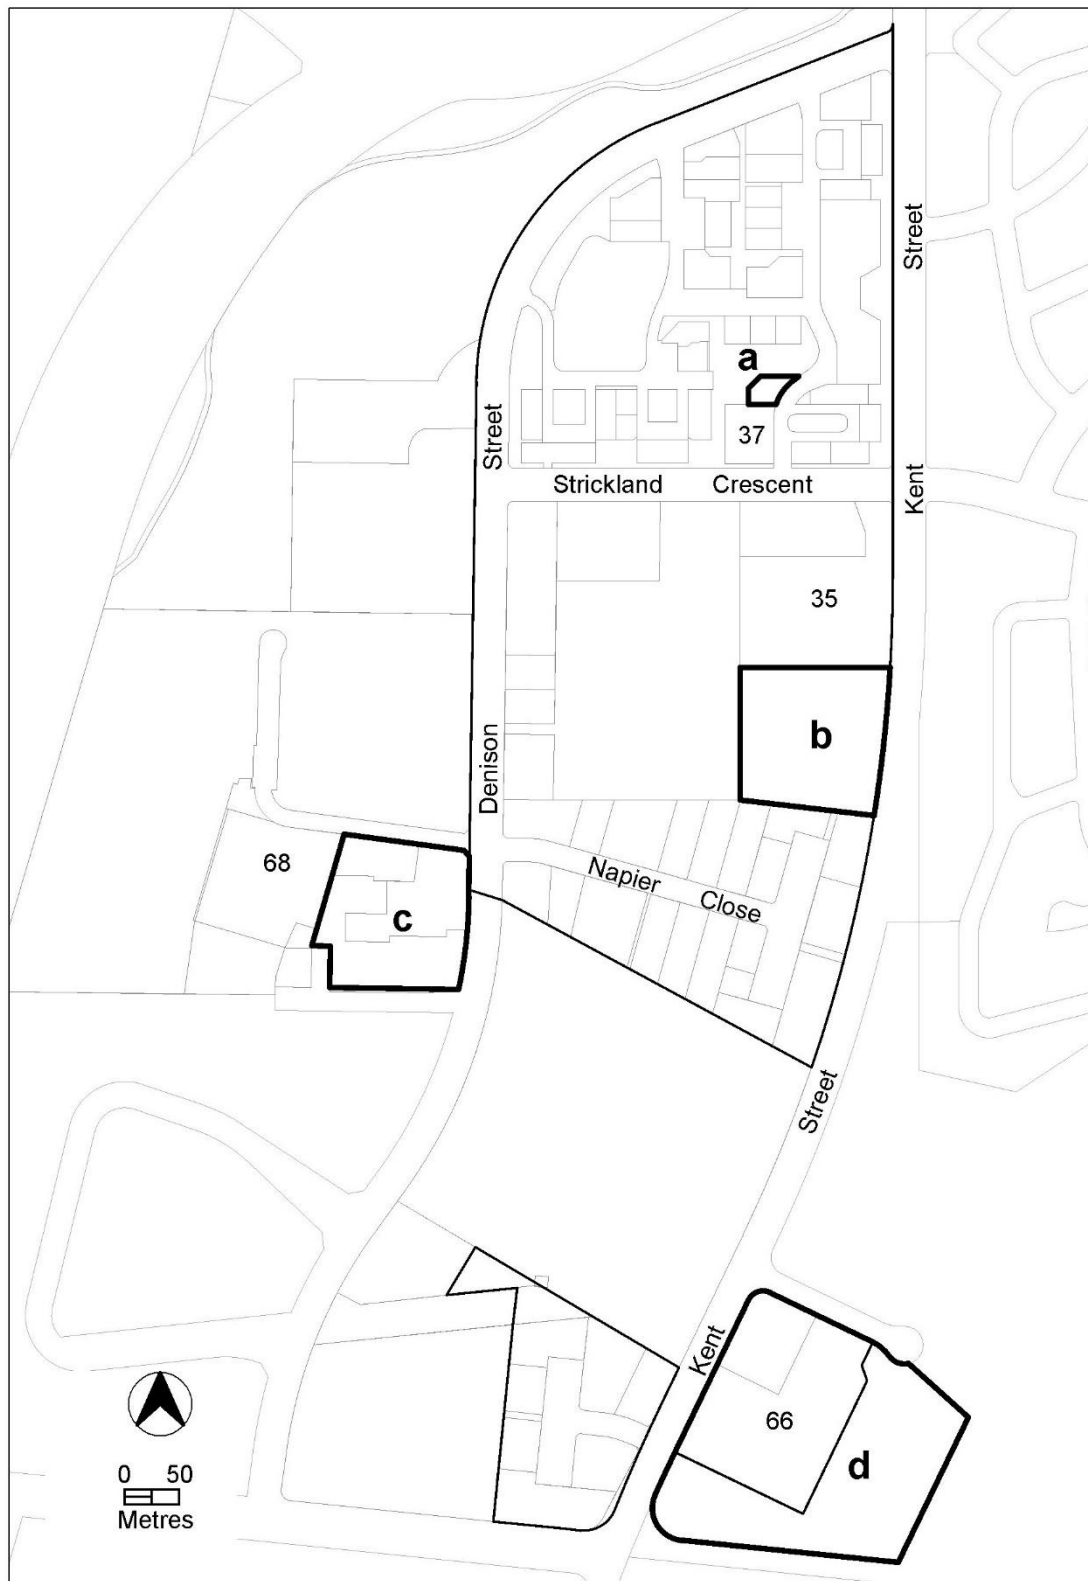 Street
a
Street
37
Kent
Strickland Crescent
35
b
Denison
68
Napier Close
c
Street
Kent
66
d
0 50
Metres